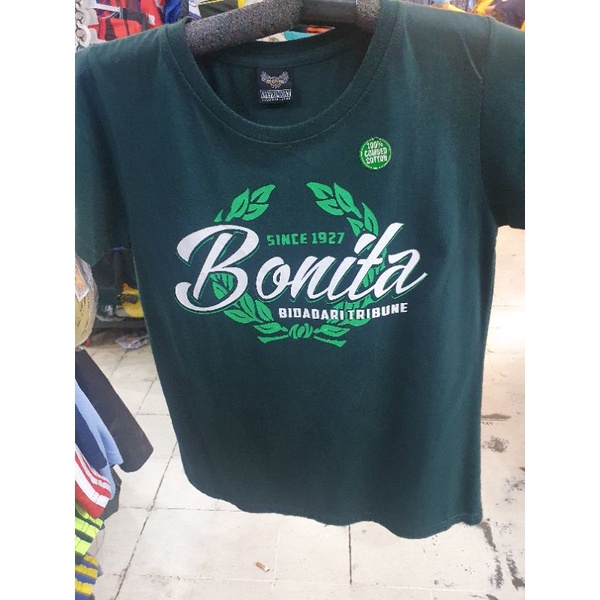 100%
COMBED
COTTON
SINCE 1927
Bonita
BIDADARI TRIBUNE